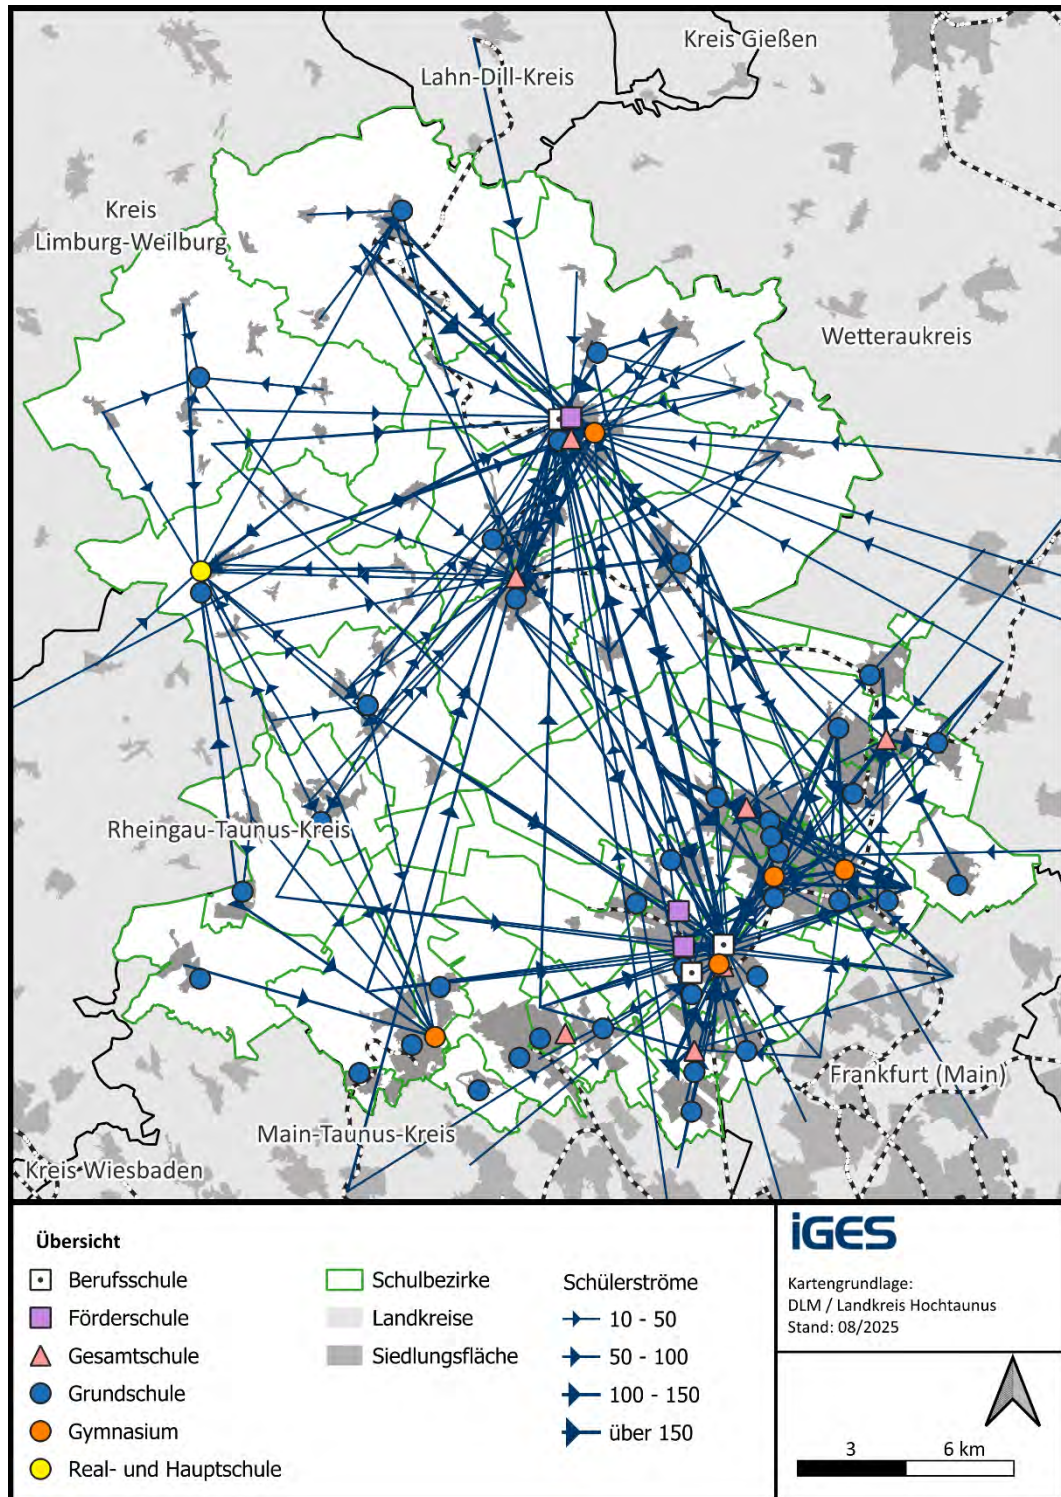 Kreis Gießen
Lahn-Dill-Kreis
Kreis
Limburg-Weilburg
Wetteraukreis
Rheingau-Taunus-Kreis
Frankfurt (Main)
Main-Taunus-Kreis
Kreis Wiesbaden
Übersicht
Berufsschule
Förderschule
Gesamtschule
Grundschule
Gymnasium
Real- und Hauptschule
Schulbezirke
Landkreise
Siedlungsfläche
Schülerströme
10 - 50
50 - 100
100 - 150
über 150
iGES
Kartengrundlage:
DLM / Landkreis Hochtaunus
Stand: 08/2025
3 6 km